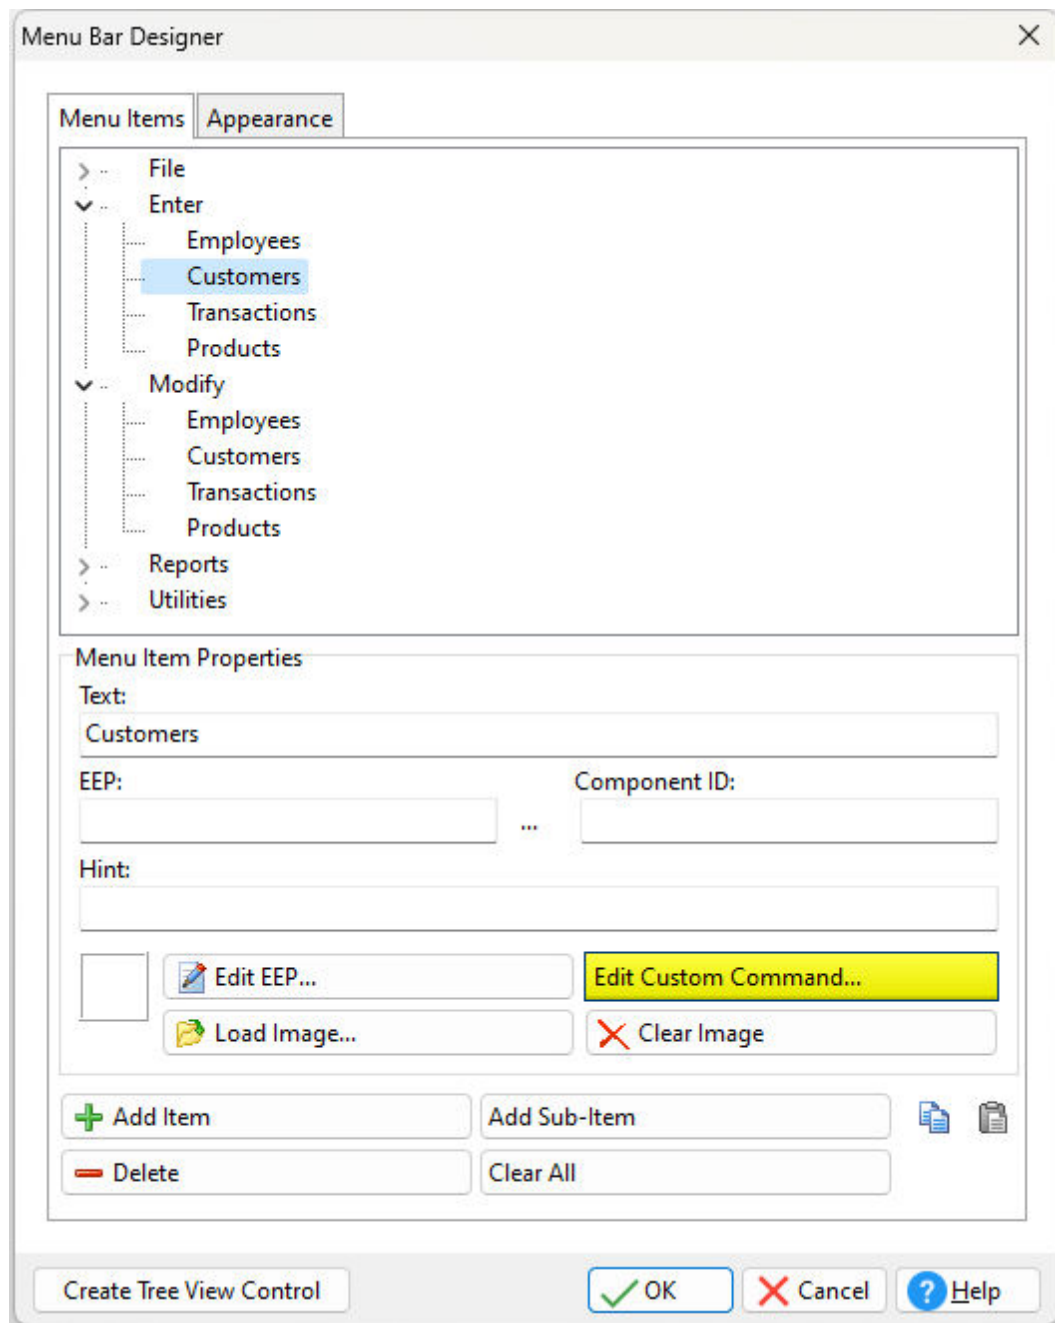 Menu Bar Designer
Menu Items Appearance
File
Enter
Employees
Customers
Transactions
Products
Modify
Employees
Customers
Transactions
Products
Reports
Utilities
Menu Item Properties
Text:
Customers
EEP: Component ID:
...
Hint:
Edit EEP... Edit Custom Command...
Load Image... Clear Image
Add Item Add Sub-Item
Delete Clear All
Create Tree View Control OK Cancel Help